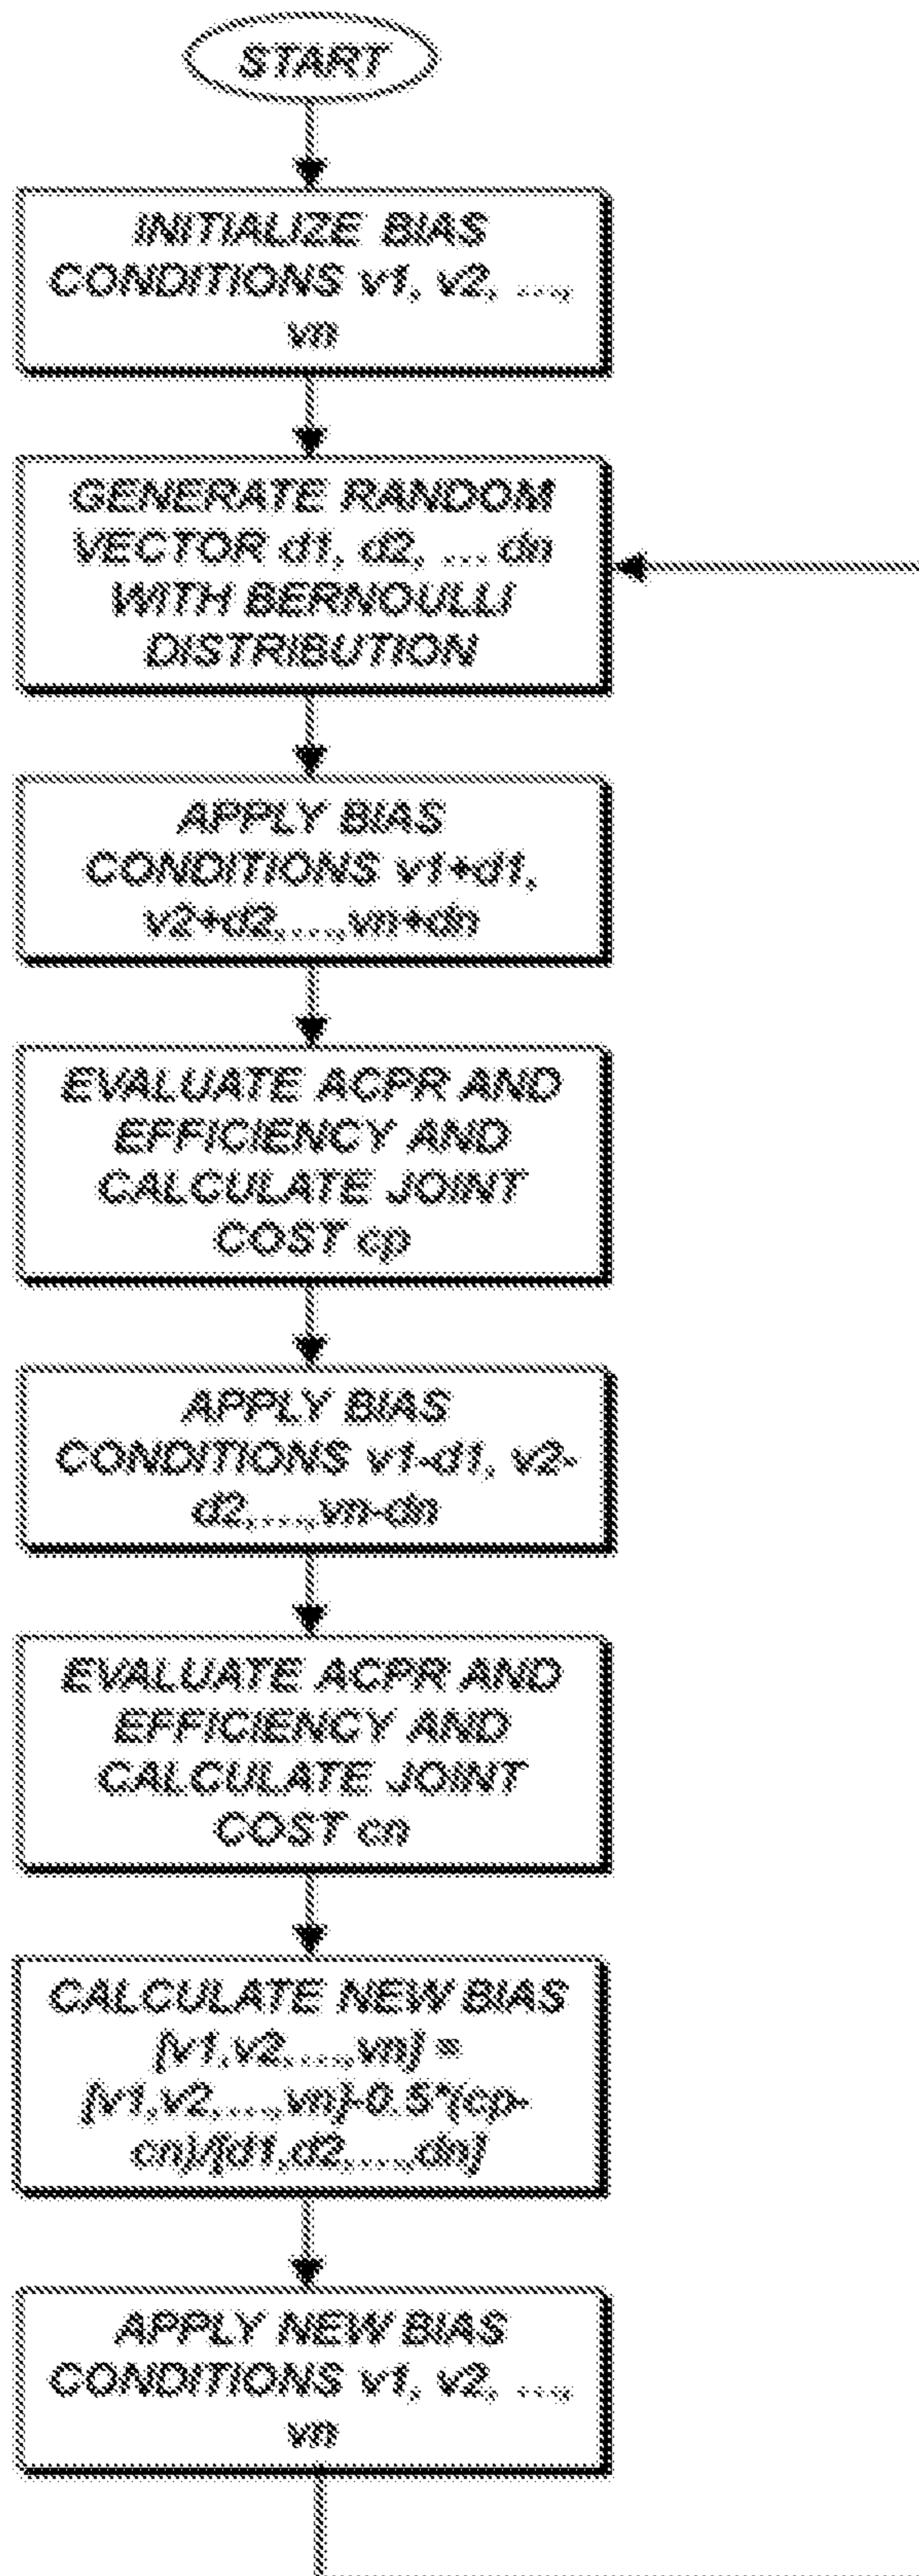 START
INITIALIZE BIAS
CONDITIONS v1, v2, ...,
vn
GENERATE RANDOM
VECTOR d1, d2, ... dn
WITH BERNOULLI
DISTRIBUTION
APPLY BIAS
CONDITIONS v1+d1,
v2+d2,...,vn+dn
EVALUATE ACPR AND
EFFICIENCY AND
CALCULATE JOINT
COST cp
APPLY BIAS
CONDITIONS v1-d1, v2-
d2,...,vn-dn
EVALUATE ACPR AND
EFFICIENCY AND
CALCULATE JOINT
COST cn
CALCULATE NEW BIAS
[v1,v2,...,vn] =
[v1,v2,...,vn]-0.5*(cp-
cn)/[d1,d2,...,dn]
APPLY NEW BIAS
CONDITIONS v1, v2, ...,
vn